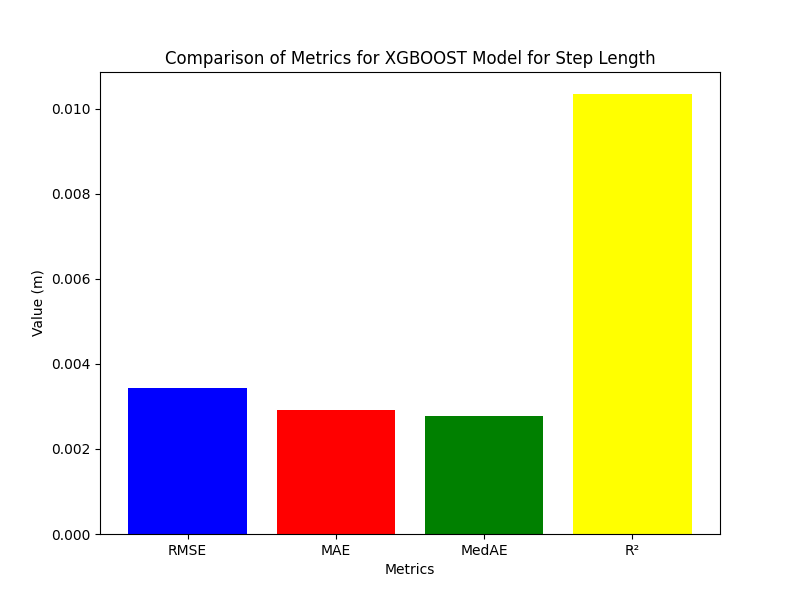 Comparison of Metrics for XGBOOST Model for Step Length
0.010
0.008
0.006
0.004
0.002
0.000
Value (m)
RMSE MAE MedAE R²
Metrics